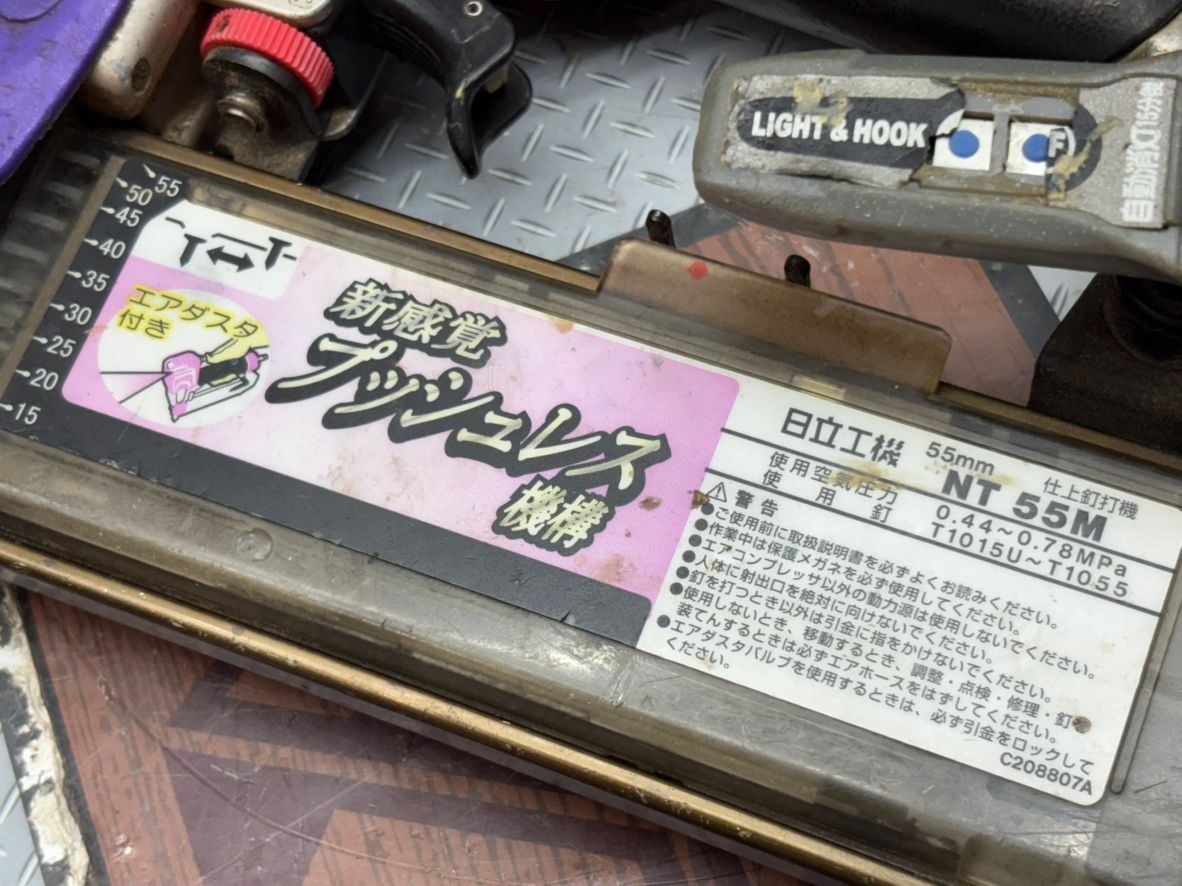 LIGHT & HOOK
F
自動消灯(5分後)
55
50
45
40
35
30
25
20
15
エアダスタ
付き
新感覚
プッシュレス
機構
日立工機 55mm 仕上釘打機
NT 55M
使用空気圧力 0.44〜0.78MPa
使用釘 T1015U〜T1055
⚠警告
●ご使用前に取扱説明書を必ずよくお読みください。
●作業中は保護メガネを必ず使用してください。
●エアコンプレッサ以外の動力源は使用しないでください。
●人体に射出口を絶対に向けないでください。
●釘を打つとき以外は引金に指をかけないでください。
●使用しないとき、移動するとき、調整・点検・修理・釘
装てんするときは必ずエアホースをはずしてください。
●エアダスタバルブを使用するときは、必ず引金をロックして
ください。
C208807A